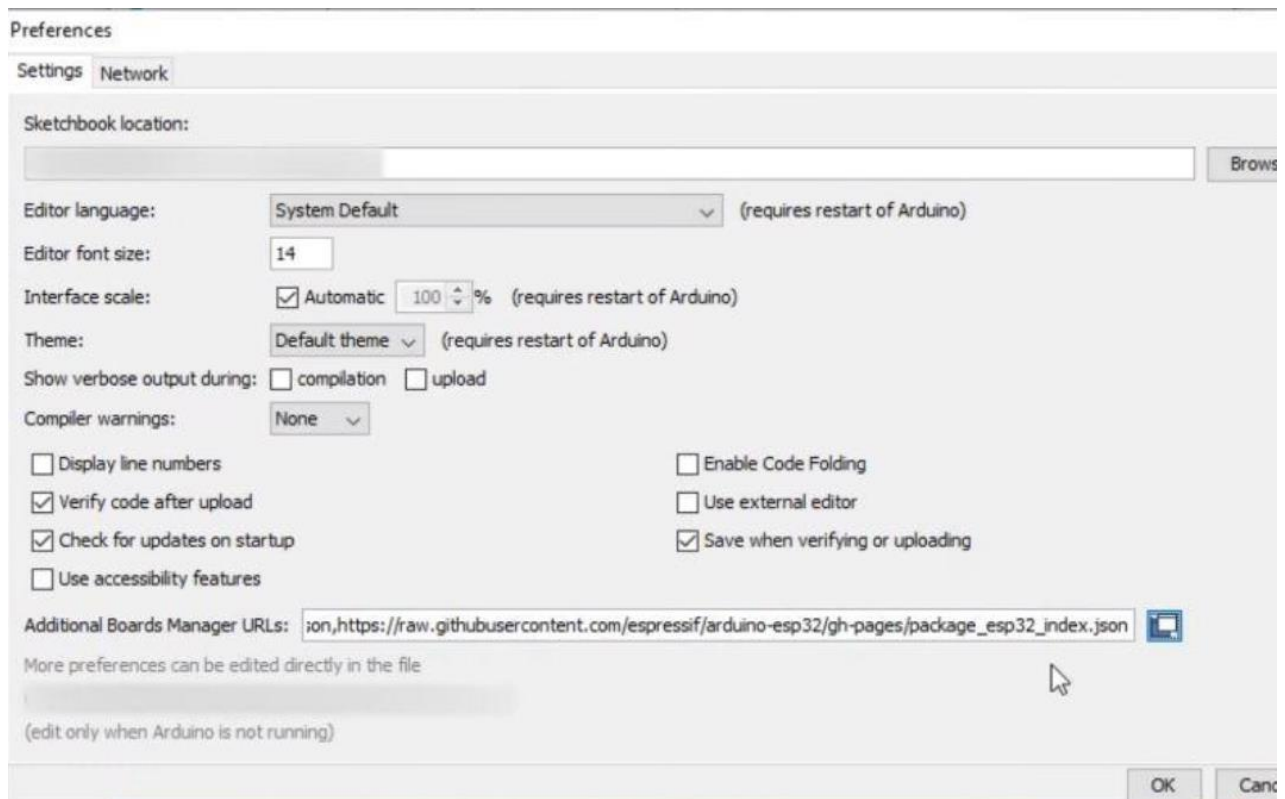 Preferences
Settings Network
Sketchbook location:
Brows
Editor language: System Default (requires restart of Arduino)
Editor font size: 14
Interface scale: Automatic 100 % (requires restart of Arduino)
Theme: Default theme (requires restart of Arduino)
Show verbose output during: compilation upload
Compiler warnings: None
Display line numbers Enable Code Folding
Verify code after upload Use external editor
Check for updates on startup Save when verifying or uploading
Use accessibility features
Additional Boards Manager URLs: son,https://raw.githubusercontent.com/espressif/arduino-esp32/gh-pages/package_esp32_index.json
More preferences can be edited directly in the file
(edit only when Arduino is not running)
OK Canc